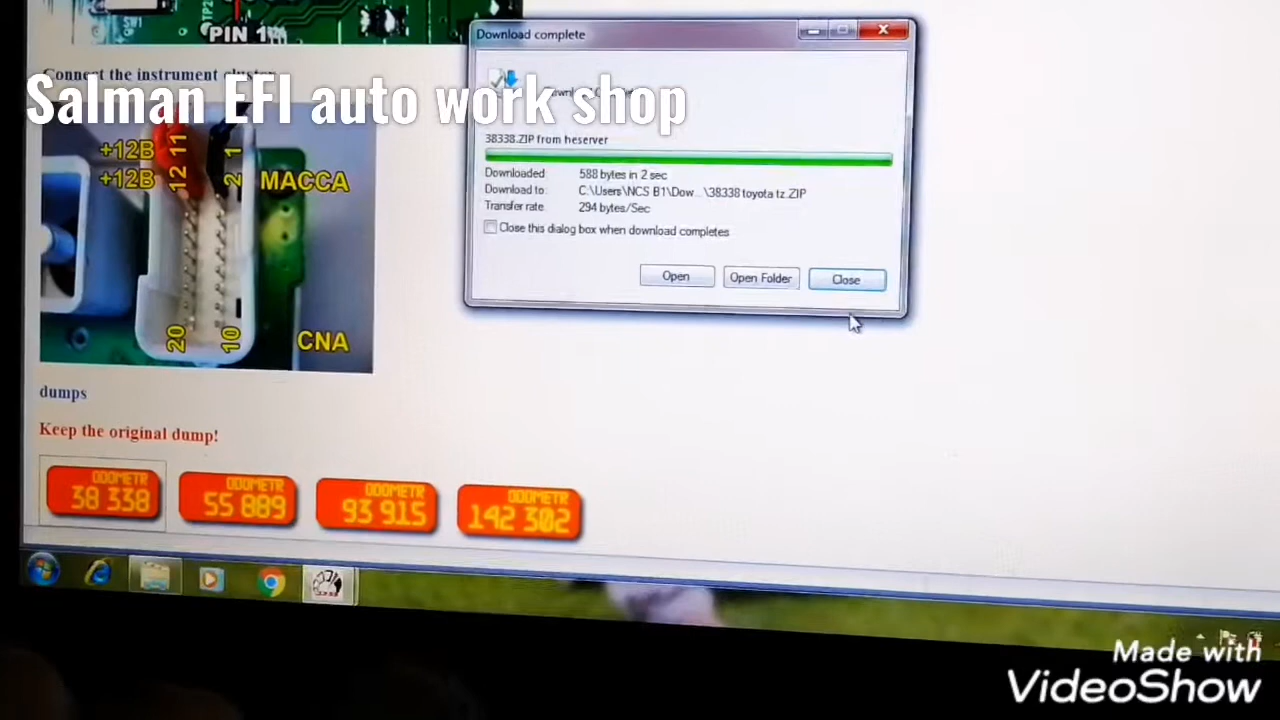 PIN 1
Download complete
Connect the instrument cluster
Salman EFI auto work shop
38338.ZIP from heserver
+12B
12 11
1
+12B
2
MACCA
Downloaded: 588 bytes in 2 sec
Download to: C:\Users\NCS B1\Dow...\38338 toyota tz.ZIP
Transfer rate: 294 bytes/Sec
Close this dialog box when download completes
Open
Open Folder
Close
20
10
CNA
dumps
Keep the original dump!
ODOMETR
38 338
ODOMETR
55 889
ODOMETR
93 915
ODOMETR
142 302
Made with
VideoShow